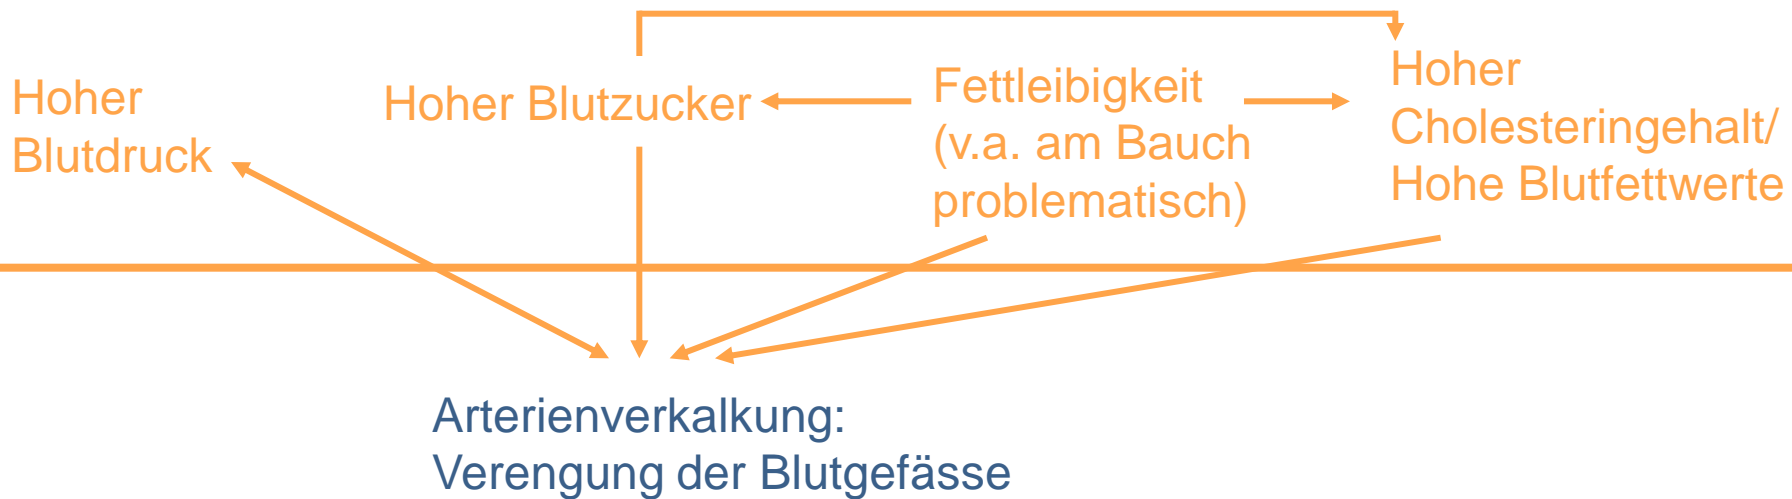 Hoher
Blutdruck
Hoher Blutzucker
Fettleibigkeit
(v.a. am Bauch
problematisch)
Hoher
Cholesteringehalt/
Hohe Blutfettwerte
Arterienverkalkung:
Verengung der Blutgefässe